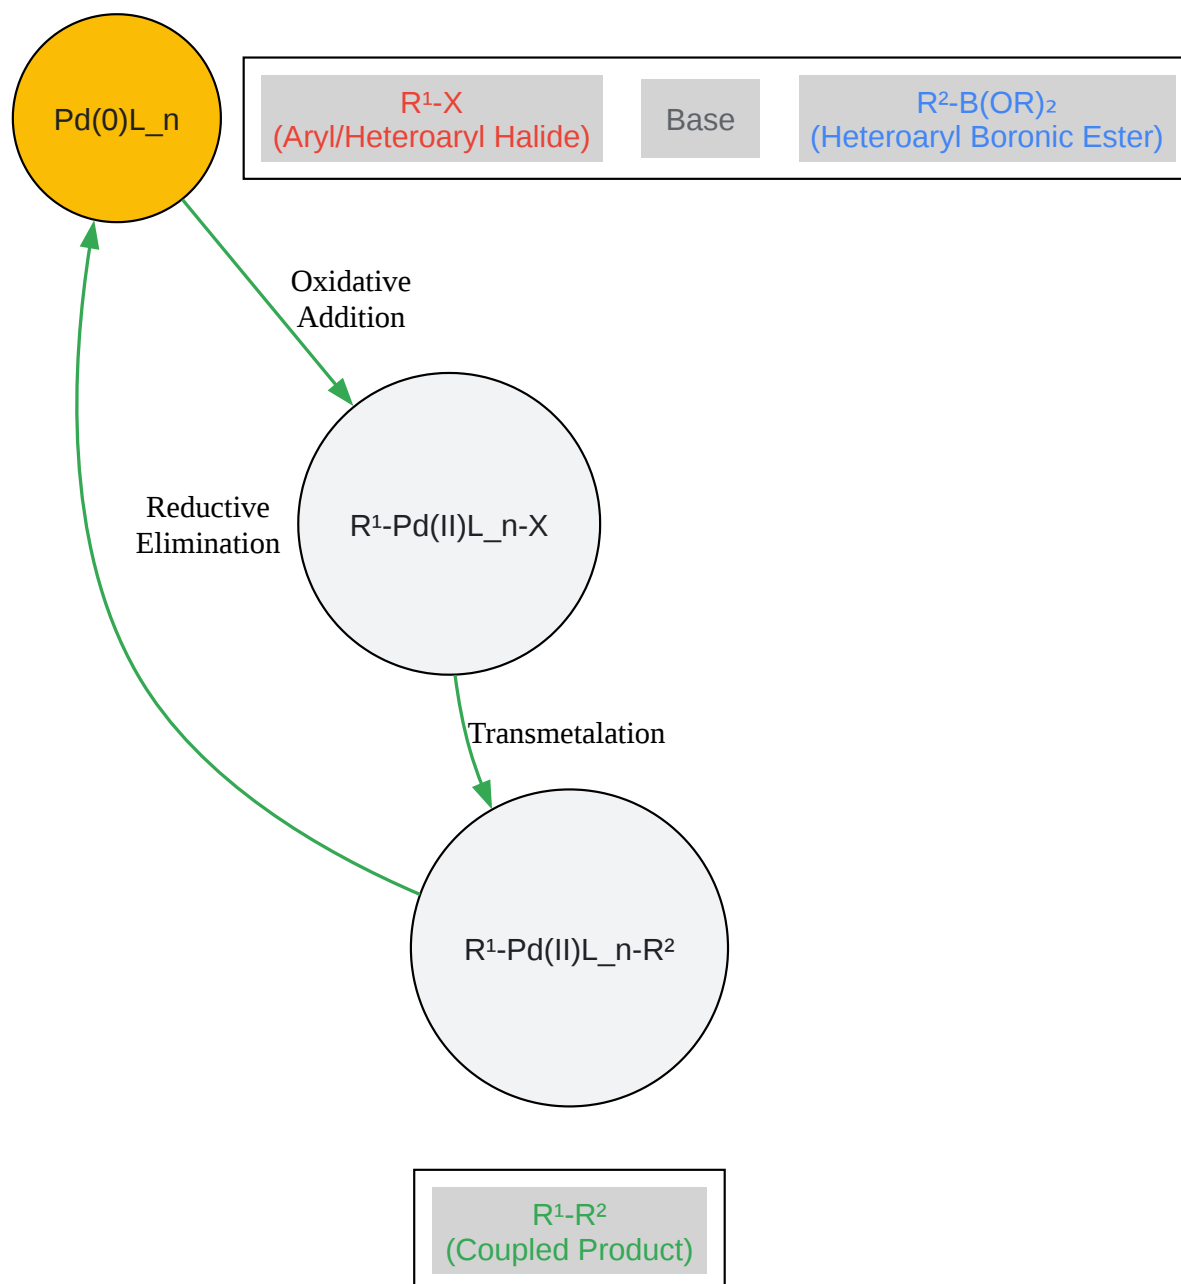 Pd(0)L_n
R¹-X
(Aryl/Heteroaryl Halide)
Base
R²-B(OR)₂
(Heteroaryl Boronic Ester)
Oxidative
Addition
Reductive
Elimination
R¹-Pd(II)L_n-X
Transmetalation
R¹-Pd(II)L_n-R²
R¹-R²
(Coupled Product)